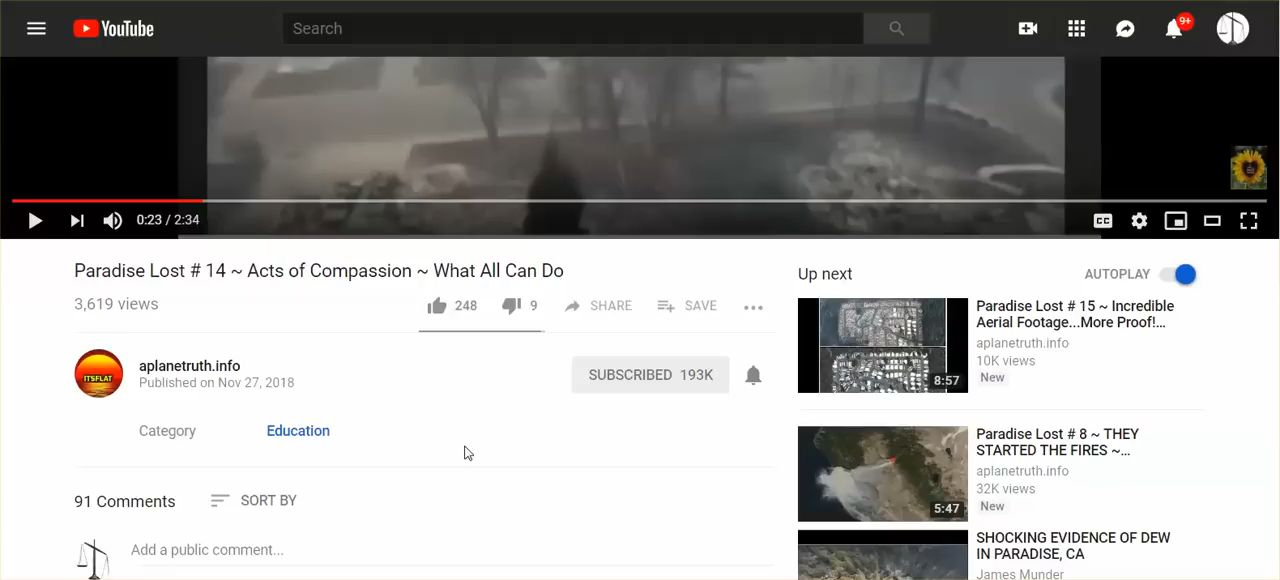 YouTube
Search
9+
0:23 / 2:34
CC
Paradise Lost # 14 ~ Acts of Compassion ~ What All Can Do
3,619 views
248
9
SHARE
SAVE
ITSFLAT
aplanetruth.info
Published on Nov 27, 2018
SUBSCRIBED 193K
Category
Education
91 Comments
SORT BY
Add a public comment...
Up next
AUTOPLAY
Paradise Lost # 15 ~ Incredible
Aerial Footage...More Proof!...
aplanetruth.info
10K views
New
8:57
Paradise Lost # 8 ~ THEY
STARTED THE FIRES ~...
aplanetruth.info
32K views
New
5:47
SHOCKING EVIDENCE OF DEW
IN PARADISE, CA
James Munder